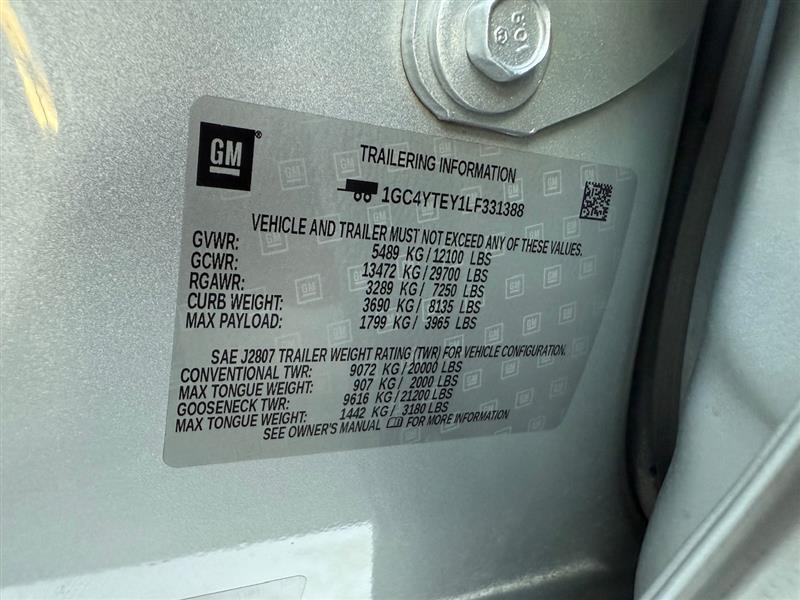 10.9
GM ®
TRAILERING INFORMATION
1GC4YTEY1LF331388
VEHICLE AND TRAILER MUST NOT EXCEED ANY OF THESE VALUES.
GVWR: 5489 KG/12100 LBS
GCWR: 13472 KG/29700 LBS
RGAWR: 3289 KG/ 7250 LBS
CURB WEIGHT: 3690 KG/ 8135 LBS
MAX PAYLOAD: 1799 KG/ 3965 LBS
SAE J2807 TRAILER WEIGHT RATING (TWR) FOR VEHICLE CONFIGURATION.
CONVENTIONAL TWR: 9072 KG/20000 LBS
MAX TONGUE WEIGHT: 907 KG/ 2000 LBS
GOOSENECK TWR: 9616 KG/21200 LBS
MAX TONGUE WEIGHT: 1442 KG/ 3180 LBS
SEE OWNER'S MANUAL FOR MORE INFORMATION